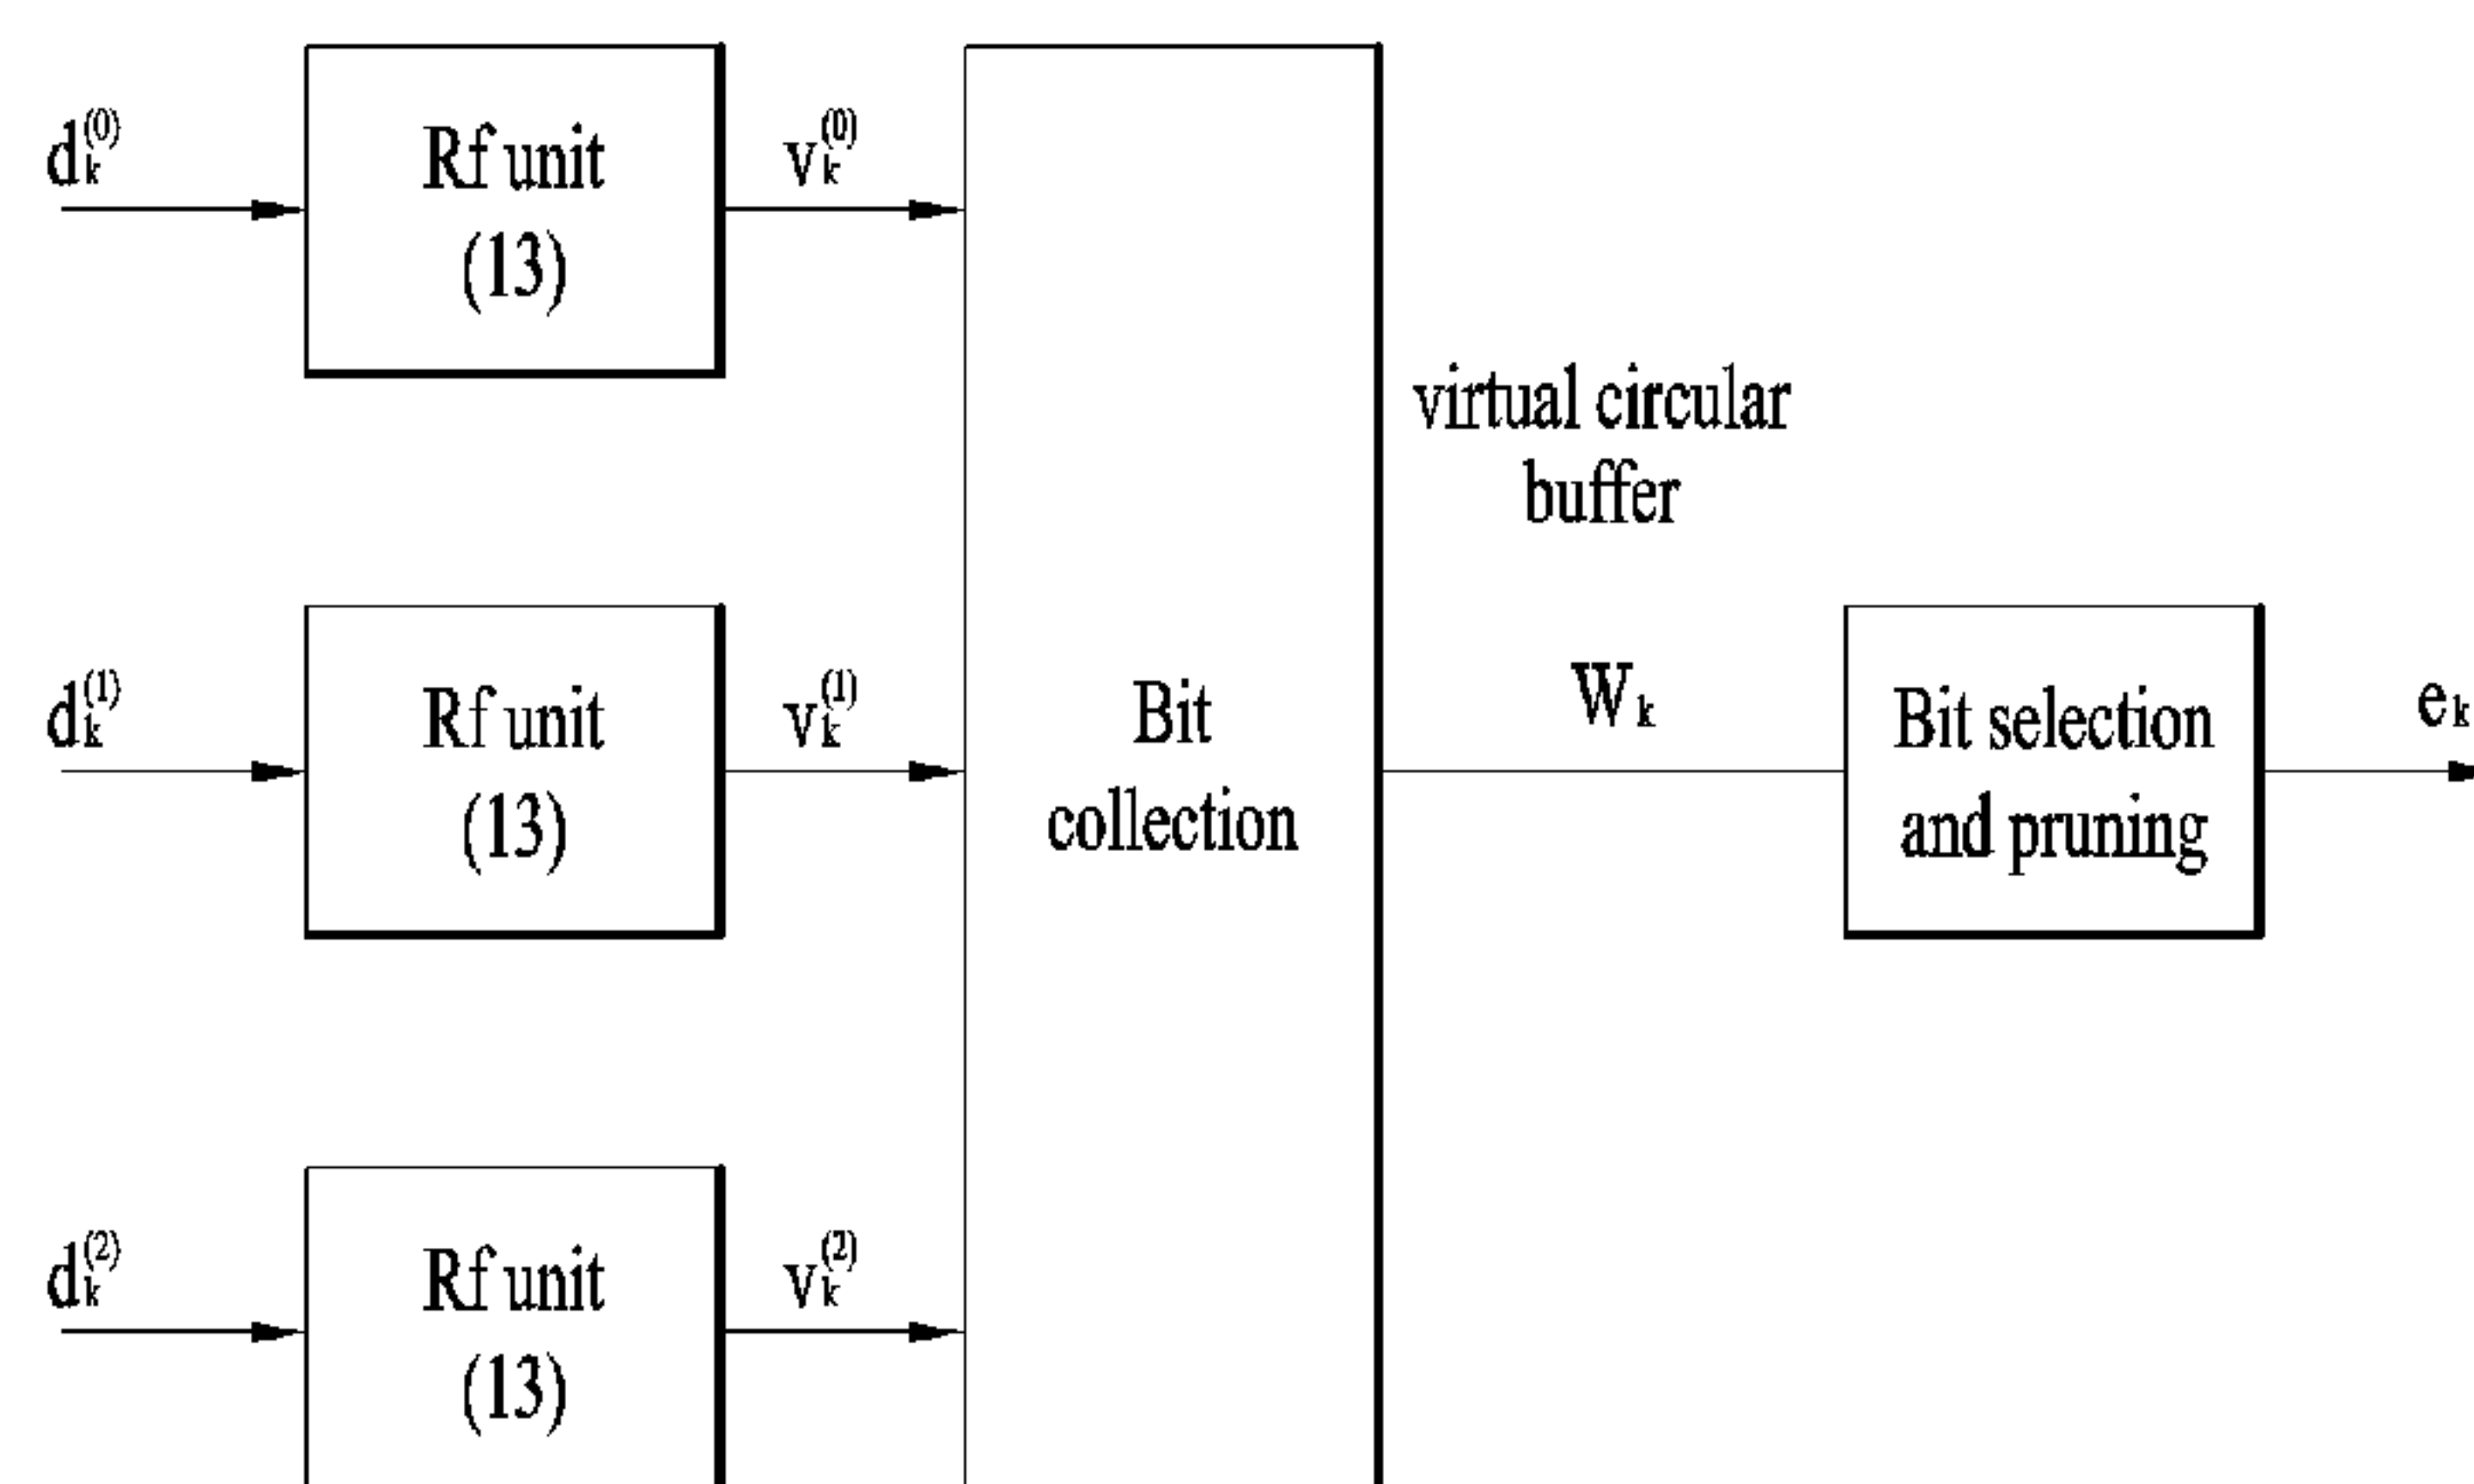 d_k^(0)
Rf unit
(13)
v_k^(0)
d_k^(1)
Rf unit
(13)
v_k^(1)
d_k^(2)
Rf unit
(13)
v_k^(2)
Bit
collection
virtual circular
buffer
W_k
Bit selection
and pruning
e_k